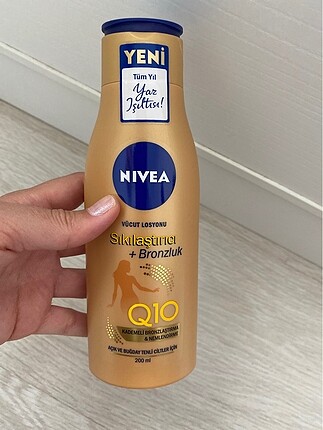 YENİ
Tüm Yıl
Yaz
Işıltısı!
NIVEA
VÜCUT LOSYONU
Sıkılaştırıcı
+ Bronzluk
Q10
KADEMELİ BRONZLAŞTIRMA
& NEMLENDİRME
AÇIK VE BUĞDAY TENLİ CİLTLER İÇİN
200 ml